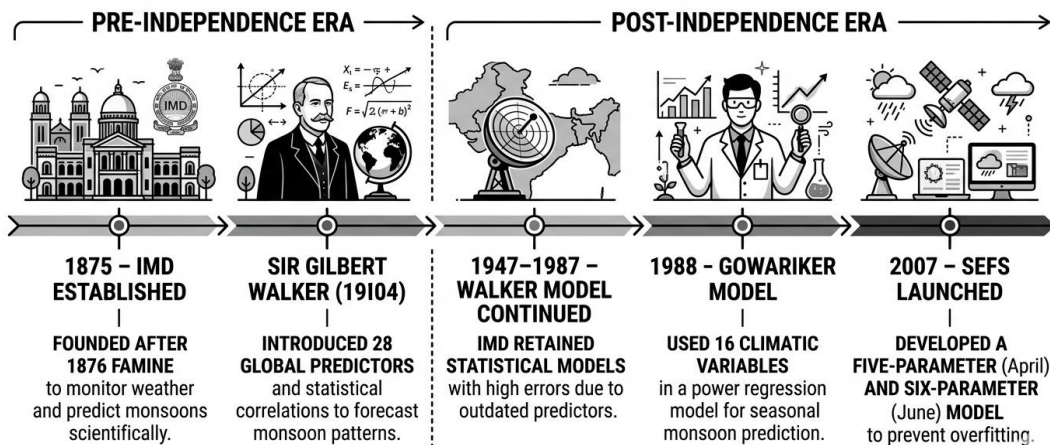 PRE-INDEPENDENCE ERA
POST-INDEPENDENCE ERA
IMD
1875 – IMD
ESTABLISHED
FOUNDED AFTER
1876 FAMINE
to monitor weather
and predict monsoons
scientifically.
SIR GILBERT
WALKER (19I04)
INTRODUCED 28
GLOBAL PREDICTORS
and statistical
correlations to forecast
monsoon patterns.
1947–1987 –
WALKER MODEL
CONTINUED
IMD RETAINED
STATISTICAL MODELS
with high errors due to
outdated predictors.
1988 – GOWARIKER
MODEL
USED 16 CLIMATIC
VARIABLES
in a power regression
model for seasonal
monsoon prediction.
2007 – SEFS
LAUNCHED
DEVELOPED A
FIVE-PARAMETER (April)
AND SIX-PARAMETER
(June) MODEL
to prevent overfitting.